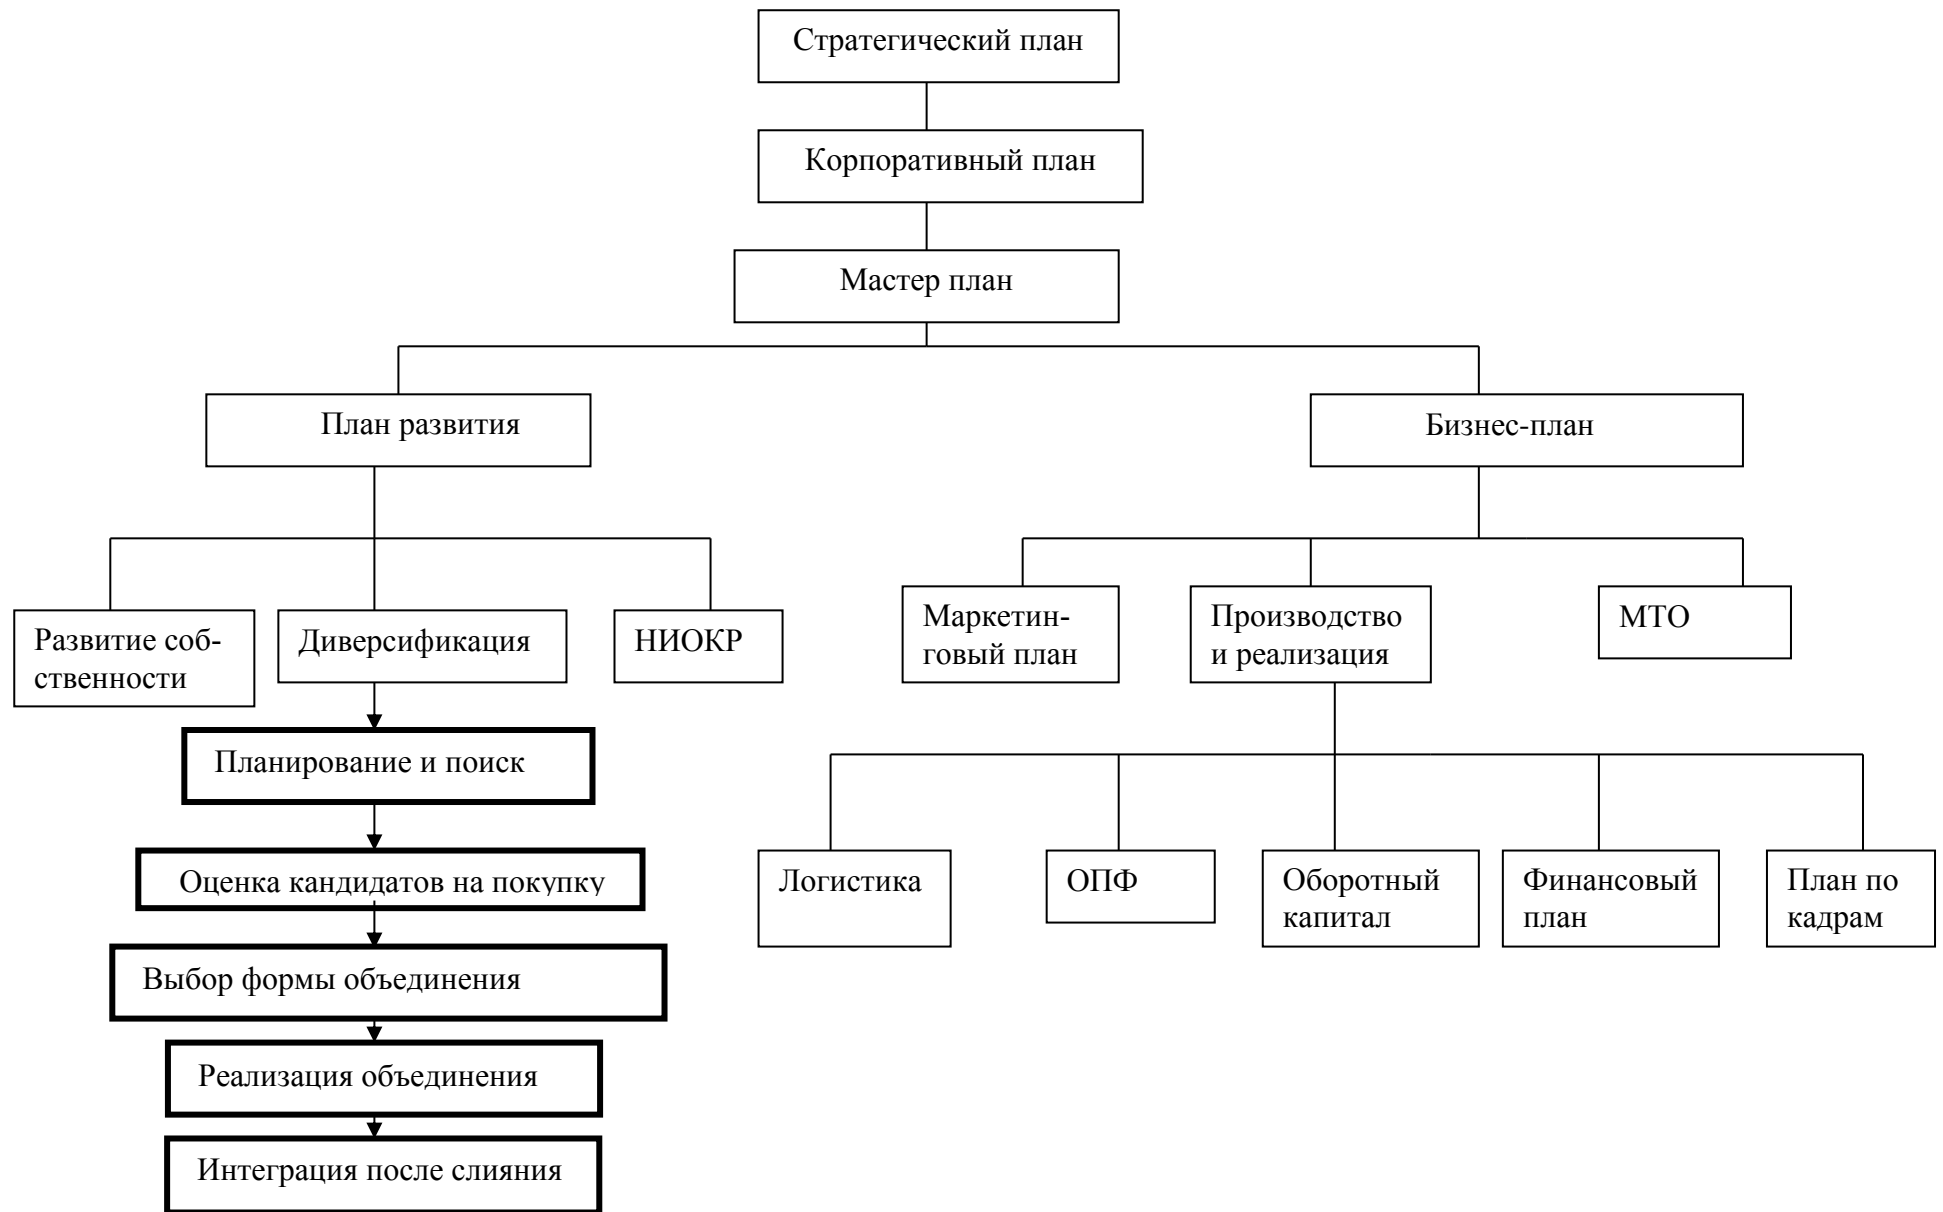 Стратегический план
Корпоративный план
Мастер план
План развития
Бизнес-план
Развитие соб-
ственности
Диверсификация
НИОКР
Маркетин-
говый план
Производство
и реализация
МТО
Планирование и поиск
Оценка кандидатов на покупку
Выбор формы объединения
Реализация объединения
Интеграция после слияния
Логистика
ОПФ
Оборотный
капитал
Финансовый
план
План по
кадрам